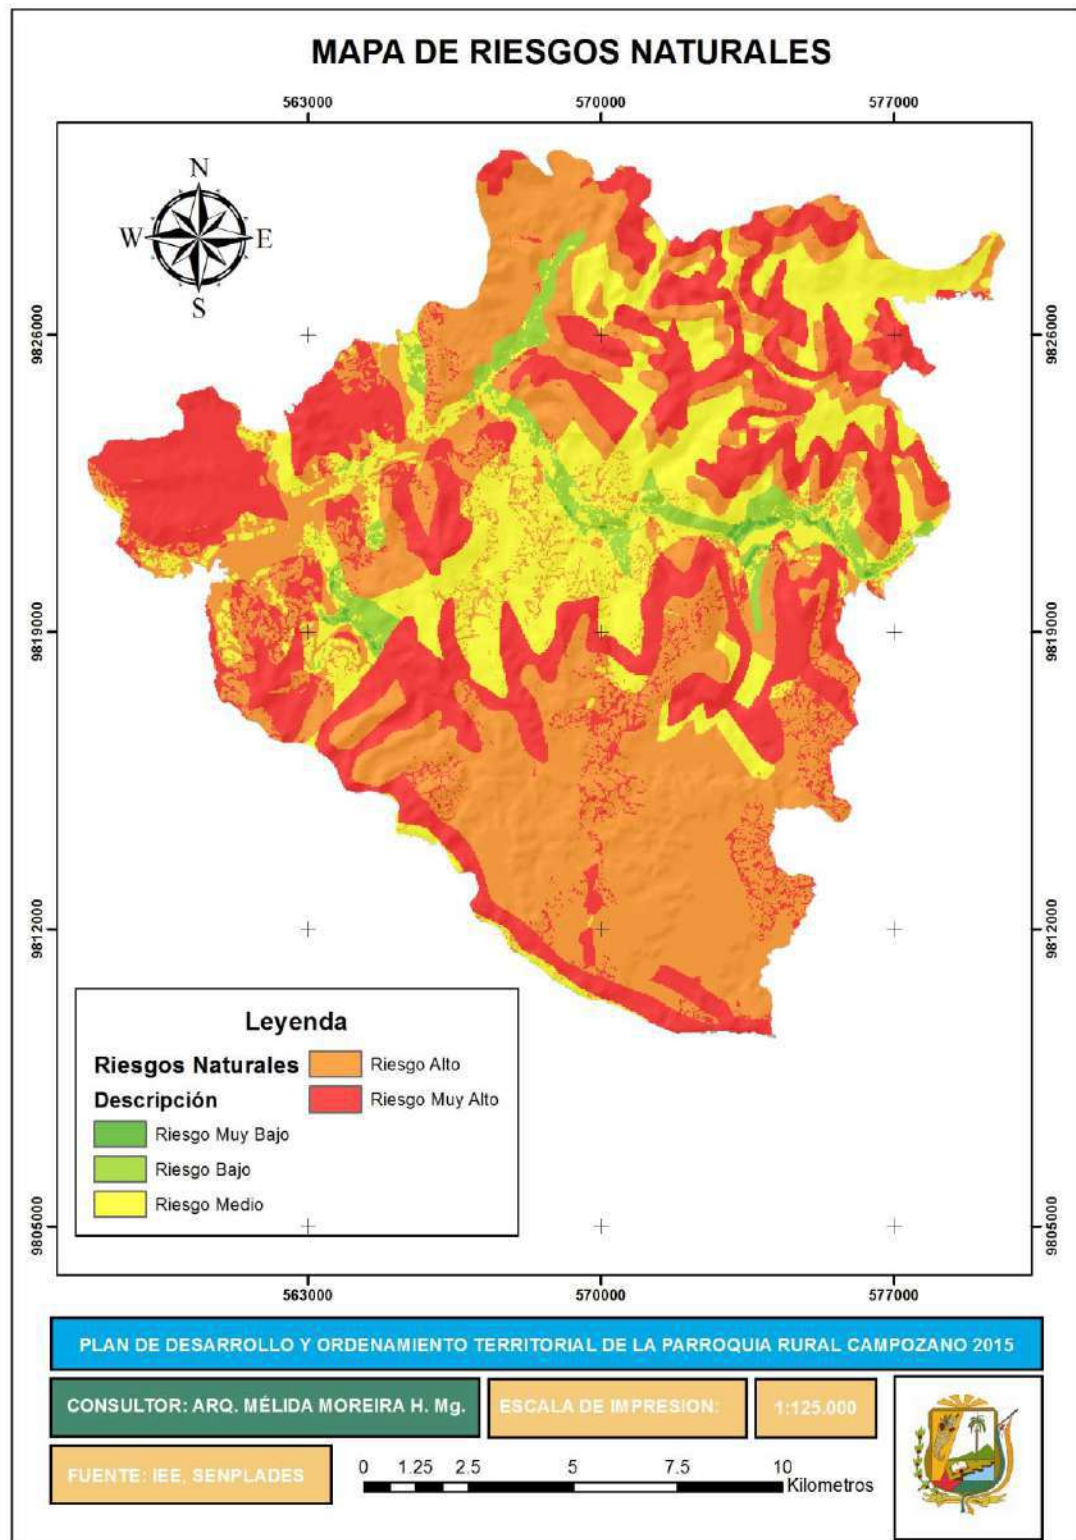 MAPA DE RIESGOS NATURALES
563000 570000 577000
N
W E
S
9826000 9826000
9819000 9819000
9812000 9812000
9805000 9805000
Leyenda
Riesgos Naturales
Descripción
Riesgo Muy Bajo
Riesgo Bajo
Riesgo Medio
Riesgo Alto
Riesgo Muy Alto
563000 570000 577000
PLAN DE DESARROLLO Y ORDENAMIENTO TERRITORIAL DE LA PARROQUIA RURAL CAMPOZANO 2015
CONSULTOR: ARQ. MÉLIDA MOREIRA H. Mg.
ESCALA DE IMPRESION:
1:125.000
FUENTE: IEE, SENPLADES
0 1.25 2.5 5 7.5 10
Kilometros